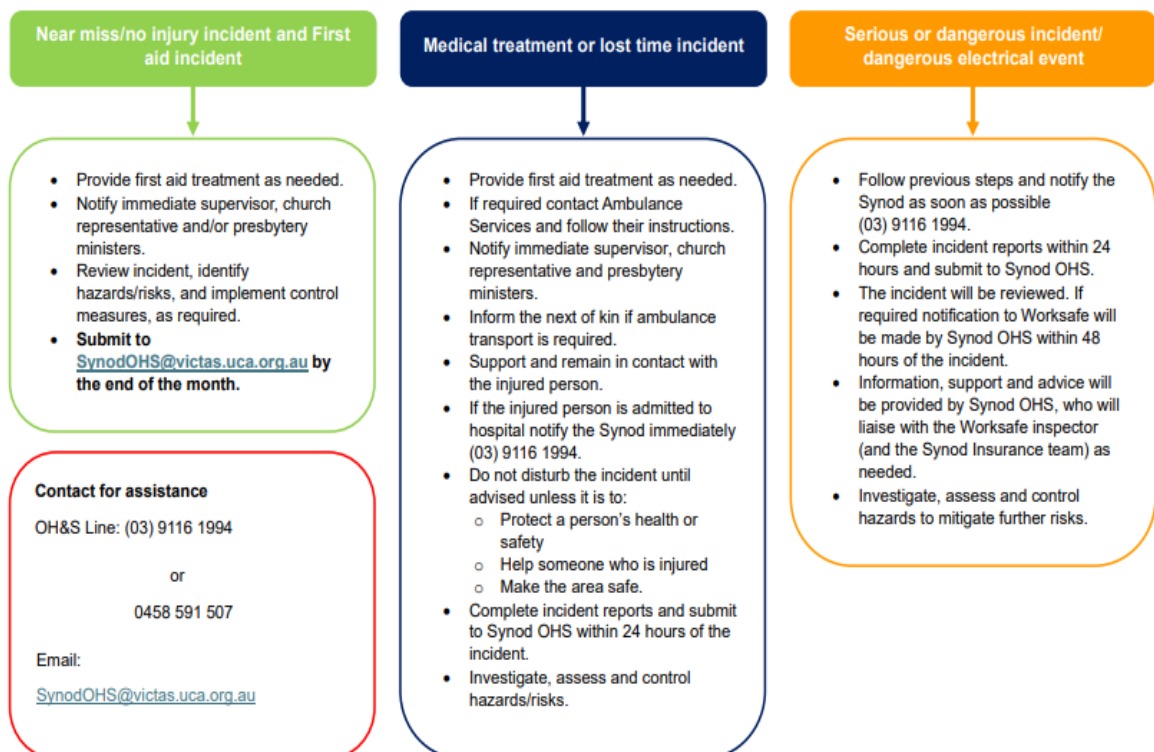 Near miss/no injury incident and First
aid incident
• Provide first aid treatment as needed.
• Notify immediate supervisor, church
representative and/or presbytery
ministers.
• Review incident, identify
hazards/risks, and implement control
measures, as required.
• Submit to
SynodOHS@victas.uca.org.au by
the end of the month.
Contact for assistance
OH&S Line: (03) 9116 1994
or
0458 591 507
Email:
SynodOHS@victas.uca.org.au
Medical treatment or lost time incident
• Provide first aid treatment as needed.
• If required contact Ambulance
Services and follow their instructions.
• Notify immediate supervisor, church
representative and presbytery
ministers.
• Inform the next of kin if ambulance
transport is required.
• Support and remain in contact with
the injured person.
• If the injured person is admitted to
hospital notify the Synod immediately
(03) 9116 1994.
• Do not disturb the incident until
advised unless it is to:
o Protect a person's health or
safety
o Help someone who is injured
o Make the area safe.
• Complete incident reports and submit
to Synod OHS within 24 hours of the
incident.
• Investigate, assess and control
hazards/risks.
Serious or dangerous incident/
dangerous electrical event
• Follow previous steps and notify the
Synod as soon as possible
(03) 9116 1994.
• Complete incident reports within 24
hours and submit to Synod OHS.
• The incident will be reviewed. If
required notification to Worksafe will
be made by Synod OHS within 48
hours of the incident.
• Information, support and advice will
be provided by Synod OHS, who will
liaise with the Worksafe inspector
(and the Synod Insurance team) as
needed.
• Investigate, assess and control
hazards to mitigate further risks.